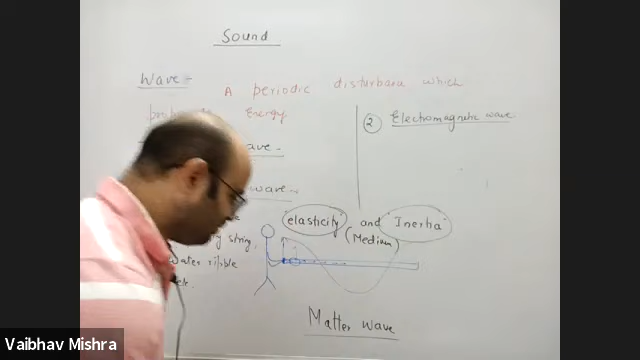 Sound
Wave - A periodic disturbance which
Energy
② Electromagnetic wave
ave -
wave -
elasticity and Inertia
(Medium)
string,
Water ripple
Matter wave
Vaibhav Mishra